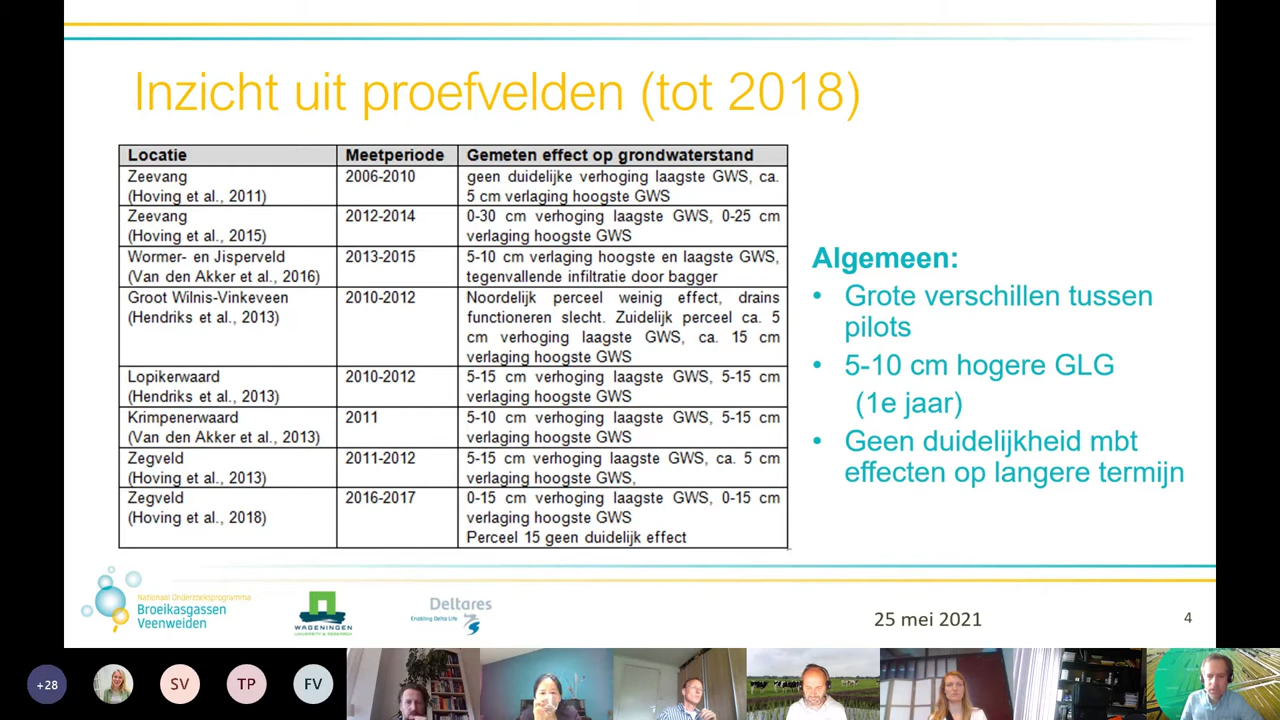 Inzicht uit proefvelden (tot 2018)
Locatie Meetperiode Gemeten effect op grondwaterstand
Zeevang 2006-2010 geen duidelijke verhoging laagste GWS, ca.
(Hoving et al., 2011) 5 cm verlaging hoogste GWS
Zeevang 2012-2014 0-30 cm verhoging laagste GWS, 0-25 cm
(Hoving et al., 2015) verlaging hoogste GWS
Wormer- en Jisperveld 2013-2015 5-10 cm verlaging hoogste en laagste GWS,
(Van den Akker et al., 2016) tegenvallende infiltratie door bagger
Groot Wilnis-Vinkeveen 2010-2012 Noordelijk perceel weinig effect, drains
(Hendriks et al., 2013) functioneren slecht. Zuidelijk perceel ca. 5
cm verhoging laagste GWS, ca. 15 cm
verlaging hoogste GWS
Lopikerwaard 2010-2012 5-15 cm verhoging laagste GWS, 5-15 cm
(Hendriks et al., 2013) verlaging hoogste GWS
Krimpenerwaard 2011 5-10 cm verhoging laagste GWS, 5-15 cm
(Van den Akker et al., 2013) verlaging hoogste GWS
Zegveld 2011-2012 5-15 cm verhoging laagste GWS, ca. 5 cm
(Hoving et al., 2013) verlaging hoogste GWS,
Zegveld 2016-2017 0-15 cm verhoging laagste GWS, 0-15 cm
(Hoving et al., 2018) verlaging hoogste GWS
Perceel 15 geen duidelijk effect
Algemeen:
• Grote verschillen tussen
pilots
• 5-10 cm hogere GLG
(1e jaar)
• Geen duidelijkheid mbt
effecten op langere termijn
Nationaal Onderzoeksprogramma
Broeikasgassen
Veenweiden
WAGENINGEN
UNIVERSITY & RESEARCH
Deltares
Enabling Delta Life
25 mei 2021
4
+28 SV TP FV